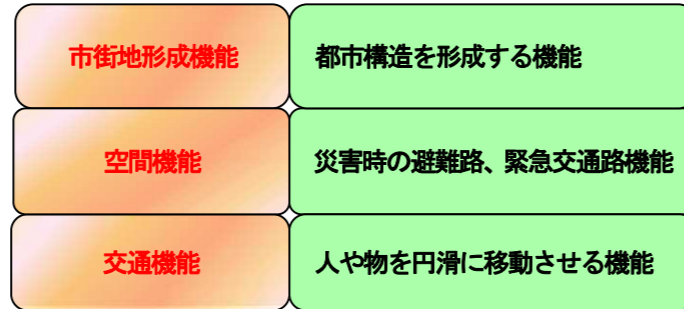 市街地形成機能
都市構造を形成する機能
空間機能
災害時の避難路、緊急交通路機能
交通機能
人や物を円滑に移動させる機能